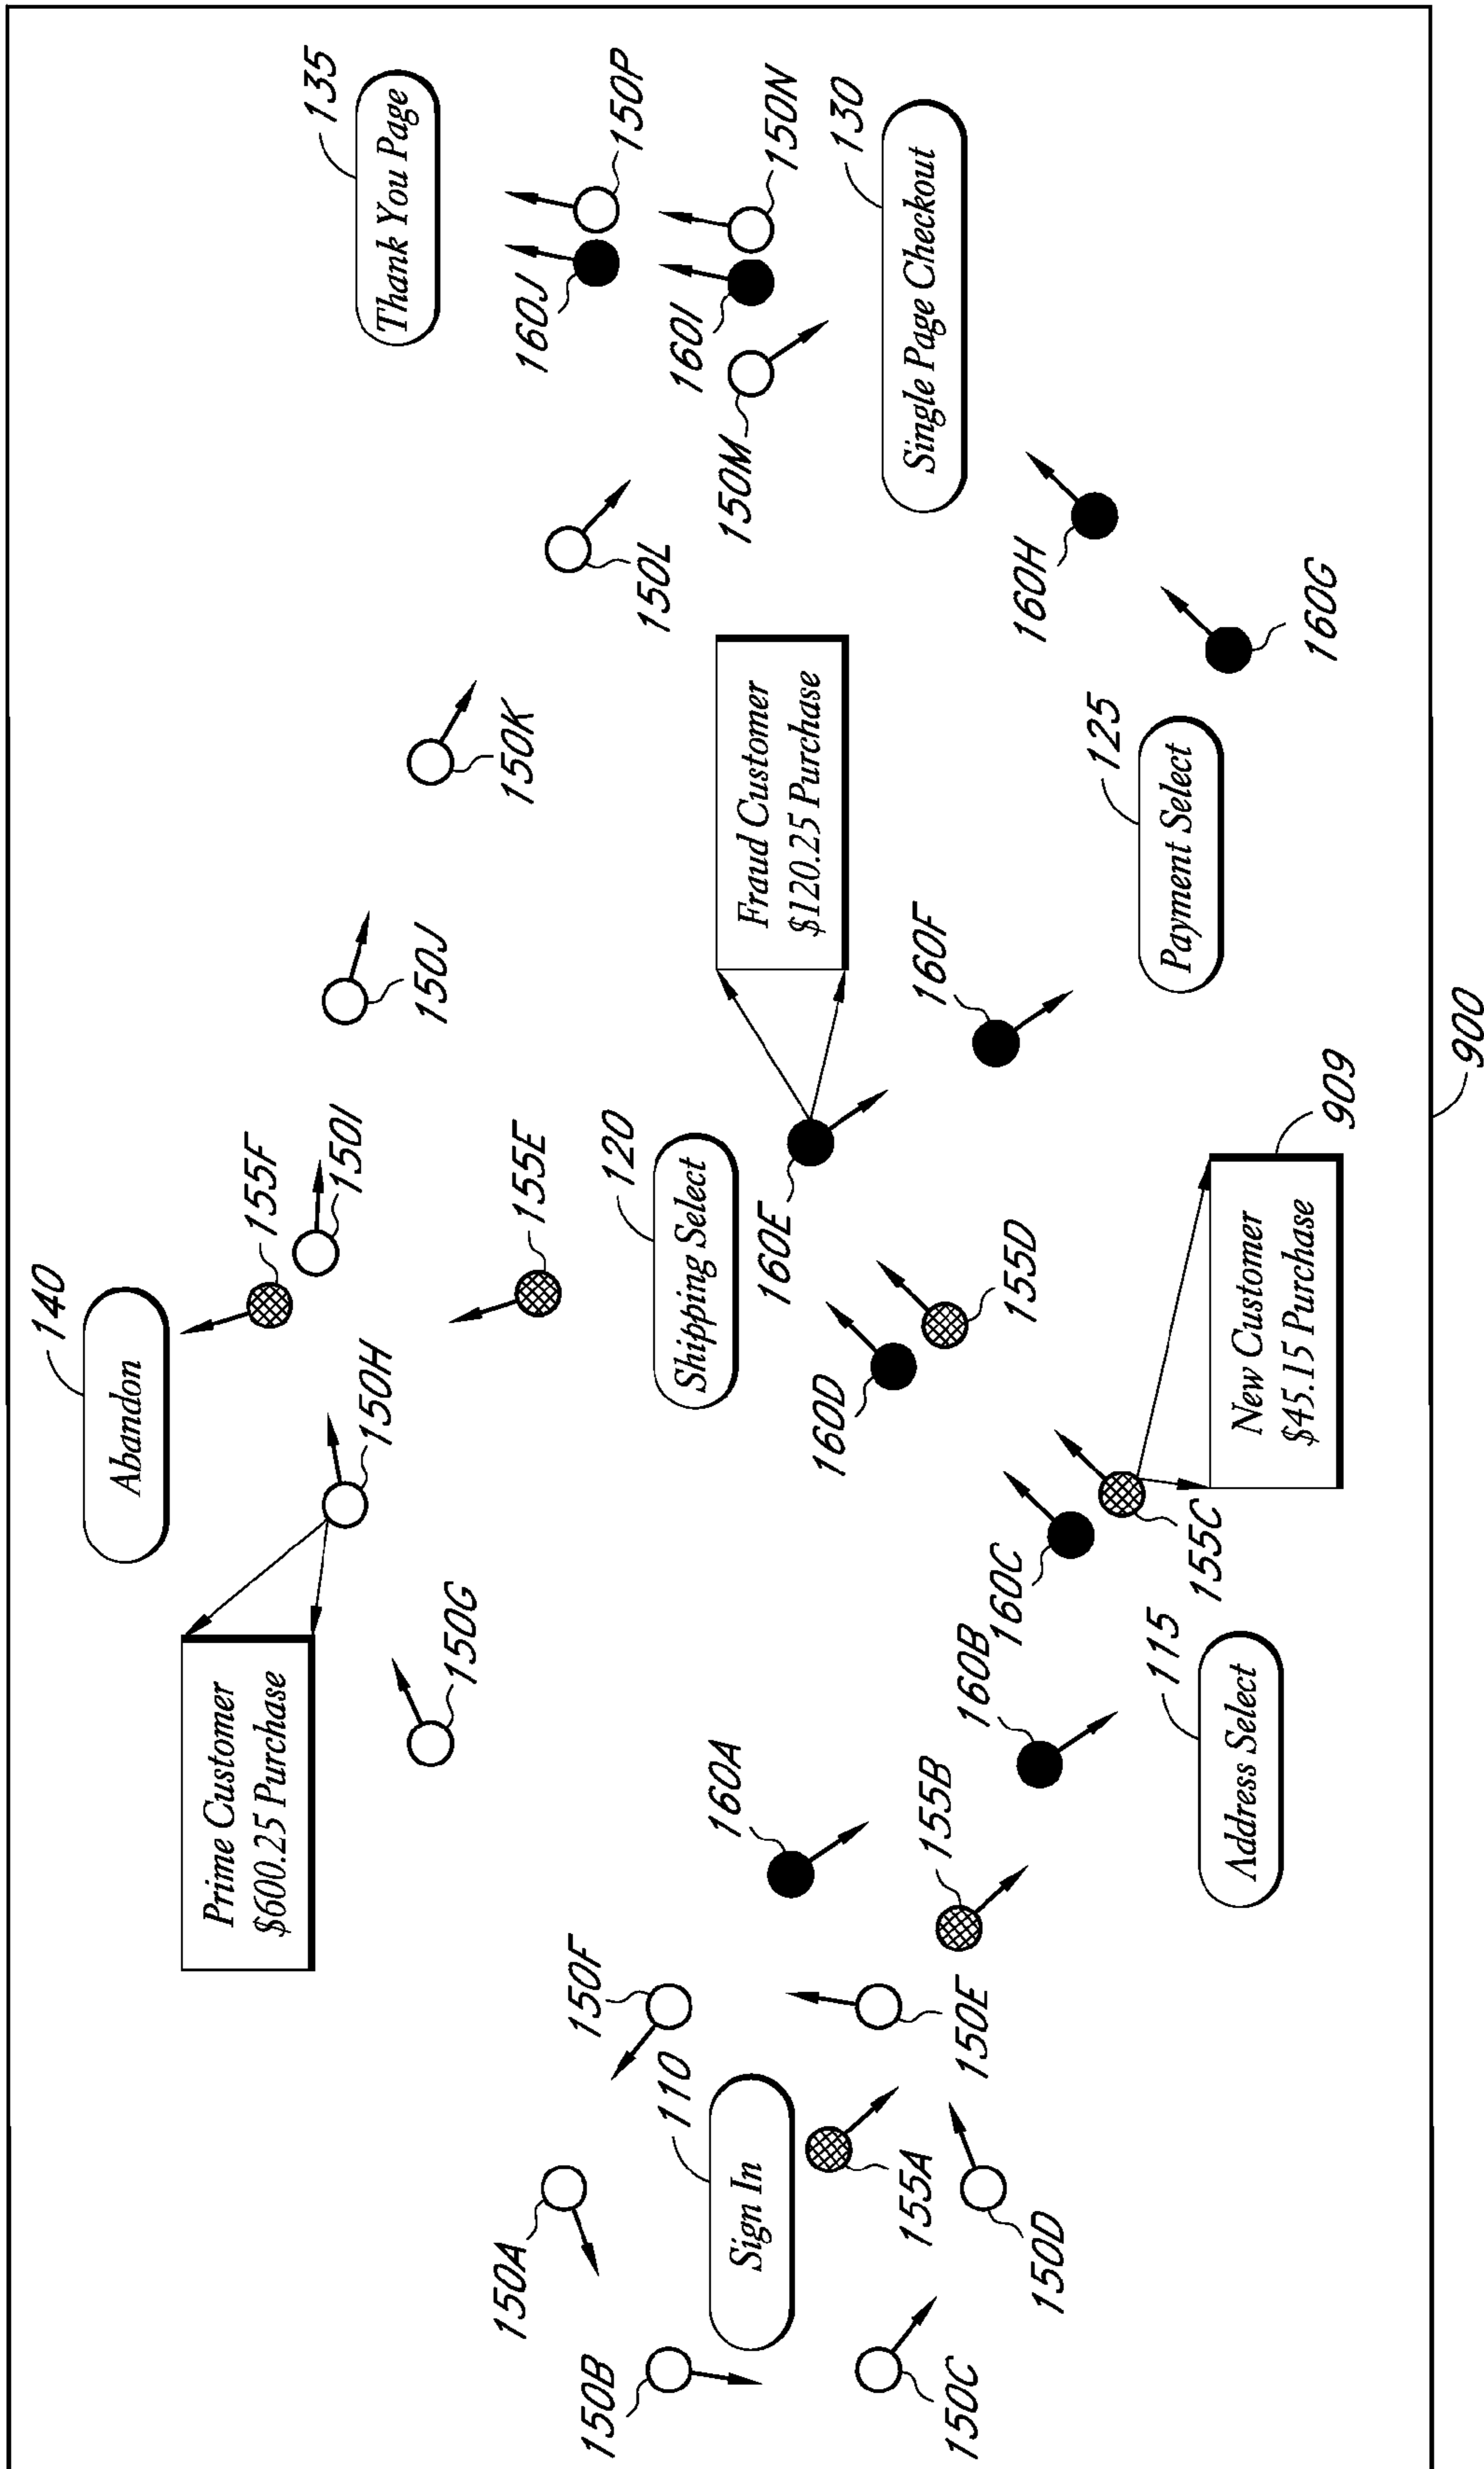 140
Abandon
135
Thank You Page
Prime Customer
$600.25 Purchase
150H
155F
150I
150J
150G
150K
160J
150P
155E
150A
150F
150B
110
Sign In
120
Shipping Select
150L
160I
150N
150M
160A
Fraud Customer
$120.25 Purchase
160E
130
Single Page Checkout
160D
155D
155A
150E
155B
150C
150D
160F
160B
160C
160H
125
Payment Select
115
Address Select
155C
160G
New Customer
$45.15 Purchase
909
900